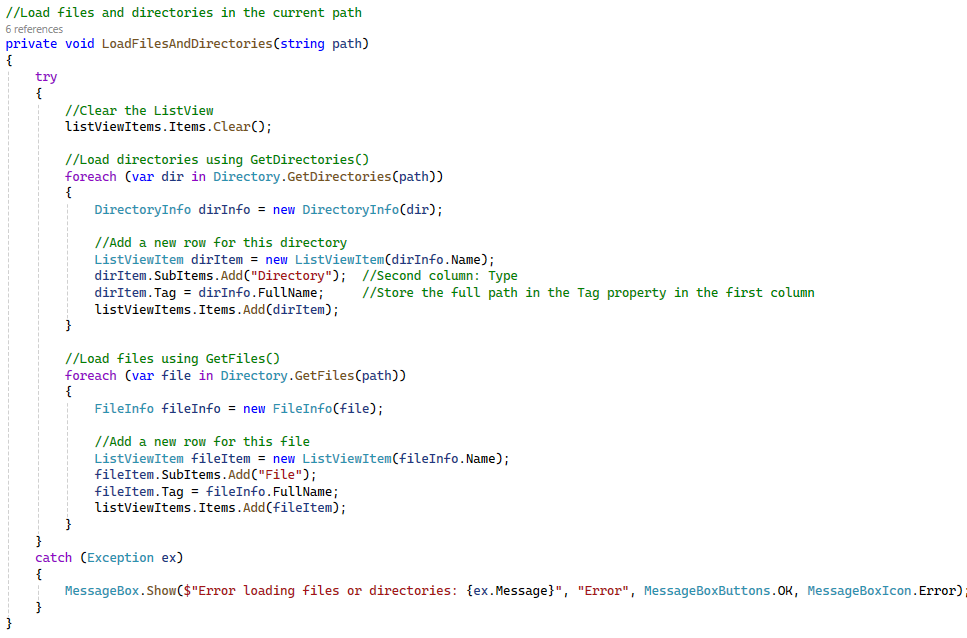 //Load files and directories in the current path
6 references
private void LoadFilesAndDirectories(string path)
{
    try
    {
        //Clear the ListView
        listViewItems.Items.Clear();

        //Load directories using GetDirectories()
        foreach (var dir in Directory.GetDirectories(path))
        {
            DirectoryInfo dirInfo = new DirectoryInfo(dir);

            //Add a new row for this directory
            ListViewItem dirItem = new ListViewItem(dirInfo.Name);
            dirItem.SubItems.Add("Directory");  //Second column: Type
            dirItem.Tag = dirInfo.FullName;     //Store the full path in the Tag property in the first column
            listViewItems.Items.Add(dirItem);
        }

        //Load files using GetFiles()
        foreach (var file in Directory.GetFiles(path))
        {
            FileInfo fileInfo = new FileInfo(file);

            //Add a new row for this file
            ListViewItem fileItem = new ListViewItem(fileInfo.Name);
            fileItem.SubItems.Add("File");
            fileItem.Tag = fileInfo.FullName;
            listViewItems.Items.Add(fileItem);
        }
    }
    catch (Exception ex)
    {
        MessageBox.Show($"Error loading files or directories: {ex.Message}", "Error", MessageBoxButtons.OK, MessageBoxIcon.Error);
    }
}